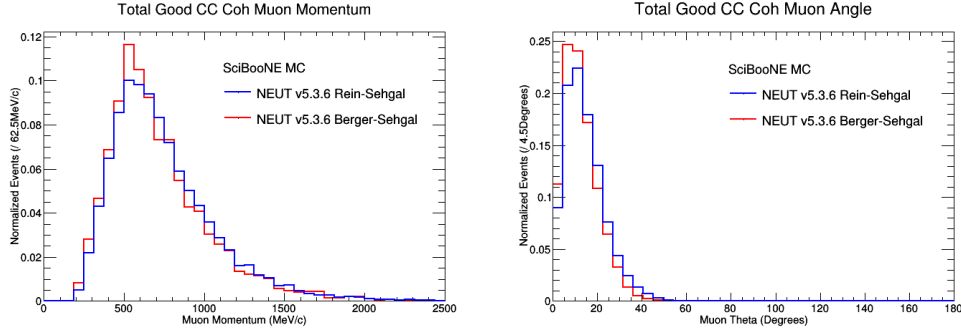 Total Good CC Coh Muon Momentum
Normalized Events (/ 62.5MeV/c)
0.12
0.1
0.08
0.06
0.04
0.02
0
SciBooNE MC
NEUT v5.3.6 Rein-Sehgal
NEUT v5.3.6 Berger-Sehgal
0 500 1000 1500 2000 2500
Muon Momentum (MeV/c)
Total Good CC Coh Muon Angle
Normalized Events (/ 4.5Degrees)
0.25
0.2
0.15
0.1
0.05
0
SciBooNE MC
NEUT v5.3.6 Rein-Sehgal
NEUT v5.3.6 Berger-Sehgal
0 20 40 60 80 100 120 140 160 180
Muon Theta (Degrees)